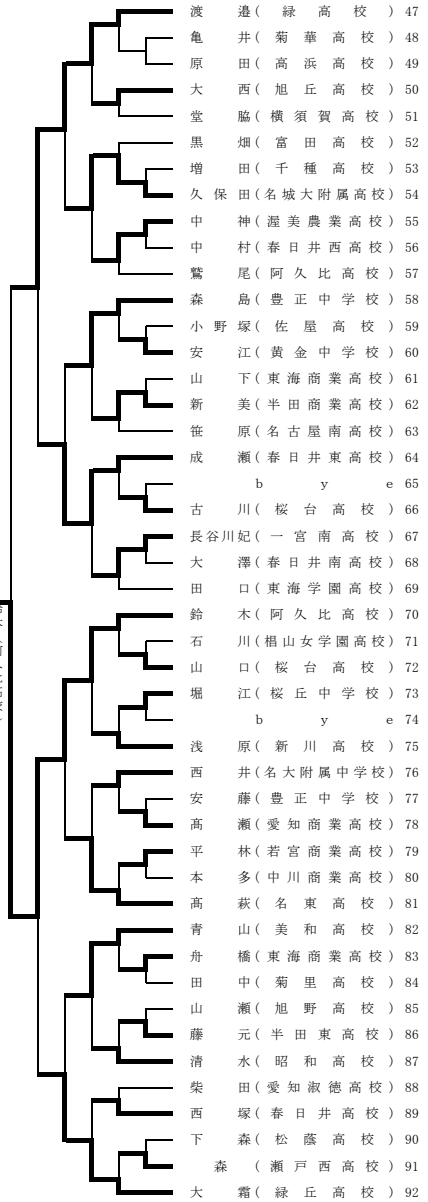 渡邉(緑高校) 47
亀井(菊華高校) 48
原田(高浜高校) 49
大西(旭丘高校) 50
堂脇(横須賀高校) 51
黒畑(富田高校) 52
増田(千種高校) 53
久保田(名城大附属高校) 54
中神(渥美農業高校) 55
中村(春日井西高校) 56
鷲尾(阿久比高校) 57
森島(豊正中学校) 58
小野塚(佐屋高校) 59
安江(黄金中学校) 60
山下(東海商業高校) 61
新美(半田商業高校) 62
笹原(名古屋南高校) 63
成瀬(春日井東高校) 64
bye 65
古川(桜台高校) 66
長谷川妃(一宮南高校) 67
大澤(春日井南高校) 68
田口(東海学園高校) 69
鈴木(阿久比高校) 70
石川(椙山女学園高校) 71
山口(桜台高校) 72
堀江(桜丘中学校) 73
bye 74
浅原(新川高校) 75
西井(名大附属中学校) 76
安藤(豊正中学校) 77
髙瀬(愛知商業高校) 78
平林(若宮商業高校) 79
本多(中川商業高校) 80
髙萩(名東高校) 81
青山(美和高校) 82
舟橋(東海商業高校) 83
田中(菊里高校) 84
山瀬(旭野高校) 85
藤元(半田東高校) 86
清水(昭和高校) 87
柴田(愛知淑徳高校) 88
西塚(春日井高校) 89
下森(松蔭高校) 90
森(瀬戸西高校) 91
大霜(緑丘高校) 92